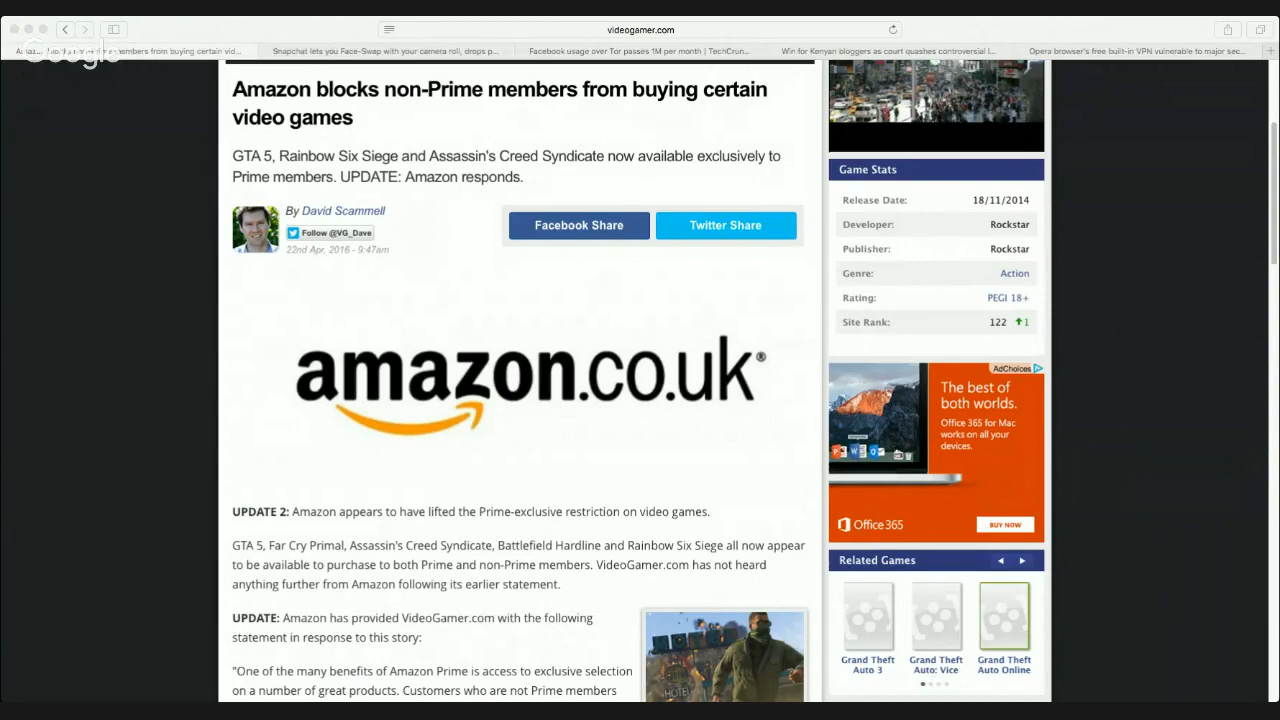 videogamer.com
Google
Snapchat lets you Face-Swap with your camera roll, drops p...
Facebook usage over Tor passes 1M per month | TechCrun...
Win for Kenyan bloggers as court quashes controversial l...
Opera browser's free built-in VPN vulnerable to major sec...
Amazon blocks non-Prime members from buying certain
video games
GTA 5, Rainbow Six Siege and Assassin's Creed Syndicate now available exclusively to
Prime members. UPDATE: Amazon responds.
By David Scammell
Follow @VG_Dave
22nd Apr, 2016 - 9:47am
Facebook Share
Twitter Share
amazon.co.uk®
UPDATE 2: Amazon appears to have lifted the Prime-exclusive restriction on video games.
GTA 5, Far Cry Primal, Assassin's Creed Syndicate, Battlefield Hardline and Rainbow Six Siege all now appear
to be available to purchase to both Prime and non-Prime members. VideoGamer.com has not heard
anything further from Amazon following its earlier statement.
UPDATE: Amazon has provided VideoGamer.com with the following
statement in response to this story:
"One of the many benefits of Amazon Prime is access to exclusive selection
on a number of great products. Customers who are not Prime members
HOTEL
Game Stats
Release Date: 18/11/2014
Developer: Rockstar
Publisher: Rockstar
Genre: Action
Rating: PEGI 18+
Site Rank: 122 1
AdChoices
The best of
both worlds.
Office 365 for Mac
works on all your
devices.
Office 365
BUY NOW
Related Games
Grand Theft
Auto 3
Grand Theft
Auto: Vice
Grand Theft
Auto Online